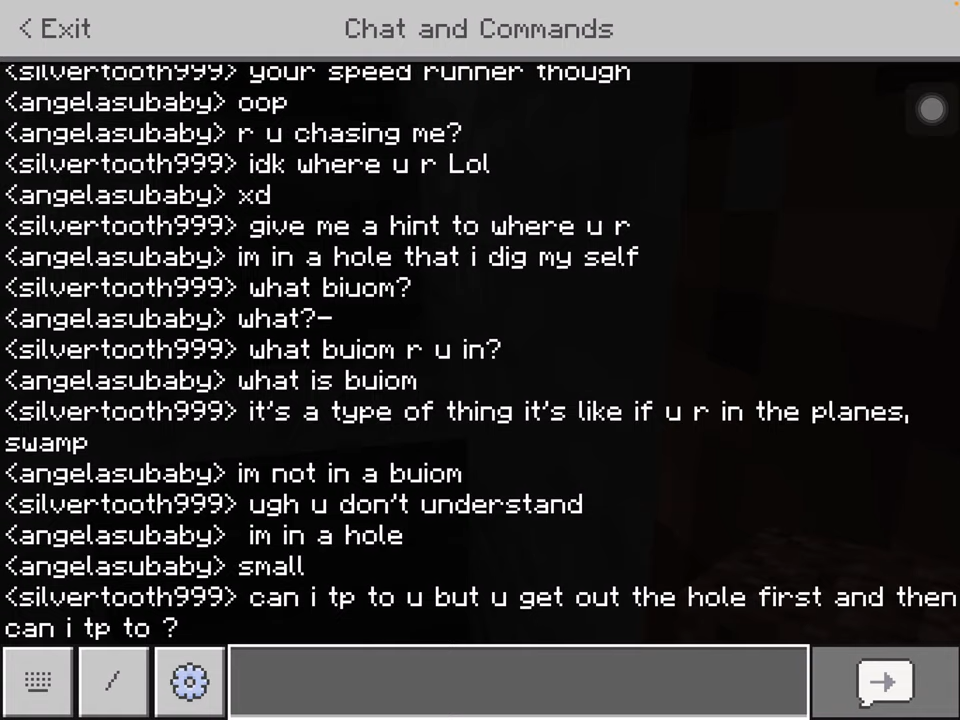 < Exit
Chat and Commands
<silvertooth999> your speed runner though
<angelasubaby> oop
<angelasubaby> r u chasing me?
<silvertooth999> idk where u r Lol
<angelasubaby> xd
<silvertooth999> give me a hint to where u r
<angelasubaby> im in a hole that i dig my self
<silvertooth999> what biuom?
<angelasubaby> what?-
<silvertooth999> what buiom r u in?
<angelasubaby> what is buiom
<silvertooth999> it's a type of thing it's like if u r in the planes,
swamp
<angelasubaby> im not in a buiom
<silvertooth999> ugh u don't understand
<angelasubaby>  im in a hole
<angelasubaby> small
<silvertooth999> can i tp to u but u get out the hole first and then
can i tp to ?
/